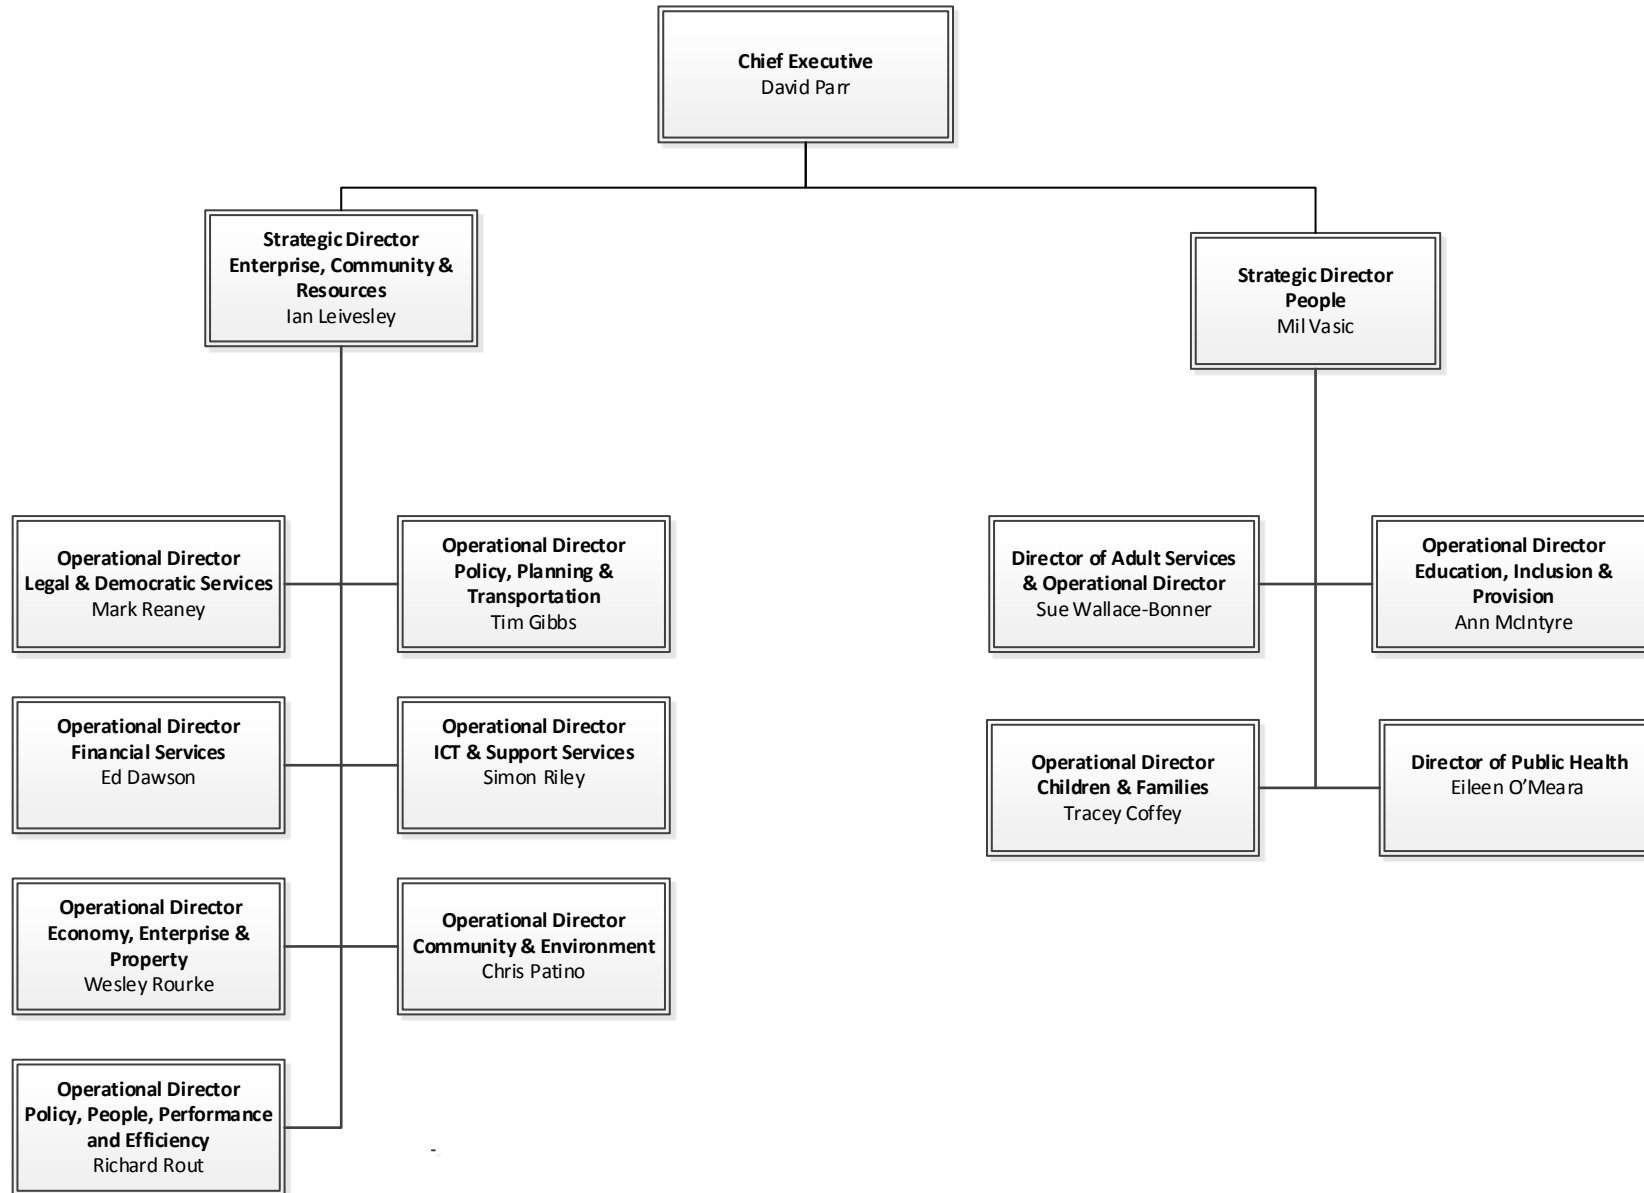 Chief Executive
David Parr
Strategic Director
Enterprise, Community &
Resources
Ian Leivesley
Strategic Director
People
Mil Vasic
Operational Director
Legal & Democratic Services
Mark Reaney
Operational Director
Policy, Planning &
Transportation
Tim Gibbs
Director of Adult Services
& Operational Director
Sue Wallace-Bonner
Operational Director
Education, Inclusion &
Provision
Ann McIntyre
Operational Director
Financial Services
Ed Dawson
Operational Director
ICT & Support Services
Simon Riley
Operational Director
Children & Families
Tracey Coffey
Director of Public Health
Eileen O’Meara
Operational Director
Economy, Enterprise &
Property
Wesley Rourke
Operational Director
Community & Environment
Chris Patino
Operational Director
Policy, People, Performance
and Efficiency
Richard Rout
-